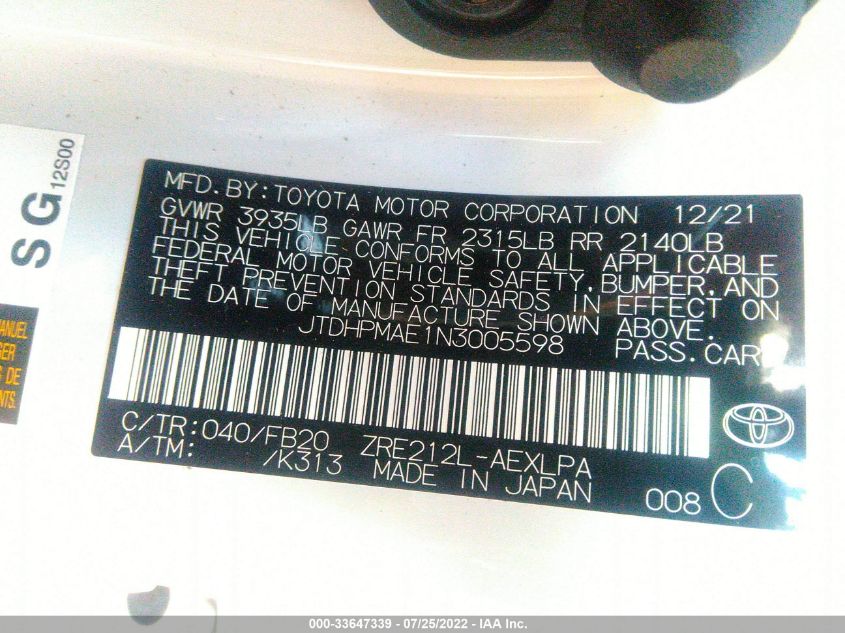 MFD.BY:TOYOTA MOTOR CORPORATION 12/21
GVWR 3935LB GAWR FR 2315LB RR 2140LB
THIS VEHICLE CONFORMS TO ALL APPLICABLE
FEDERAL MOTOR VEHICLE SAFETY,BUMPER,AND
THEFT PREVENTION STANDARDS IN EFFECT ON
THE DATE OF MANUFACTURE SHOWN ABOVE.
JTDHPMAE1N3005598 PASS.CAR
C/TR:040/FB20 ZRE212L-AEXLPA
A/TM: /K313 MADE IN JAPAN 008 C
SG 12S00
MANUEL
DE
000-33647339 - 07/25/2022 - IAA Inc.